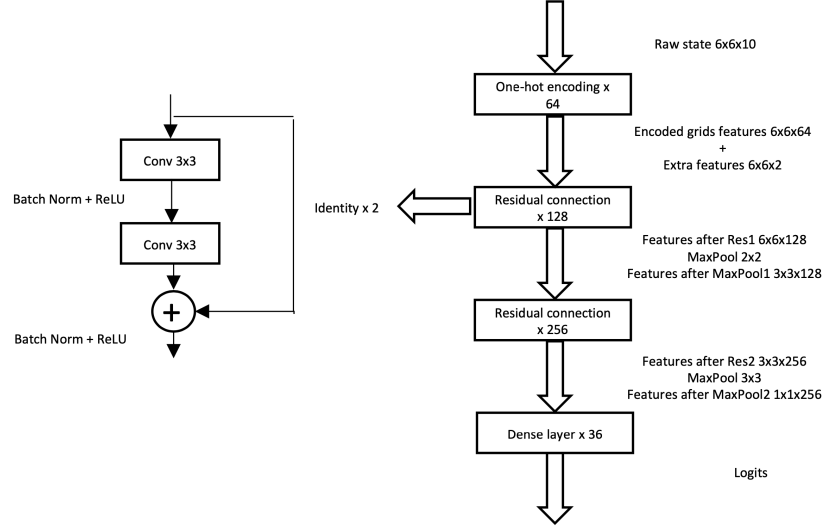 Raw state 6x6x10
One-hot encoding x
64
Encoded grids features 6x6x64
+
Extra features 6x6x2
Conv 3x3
Batch Norm + ReLU
Conv 3x3
+
Batch Norm + ReLU
Identity x 2
Residual connection
x 128
Features after Res1 6x6x128
MaxPool 2x2
Features after MaxPool1 3x3x128
Residual connection
x 256
Features after Res2 3x3x256
MaxPool 3x3
Features after MaxPool2 1x1x256
Dense layer x 36
Logits